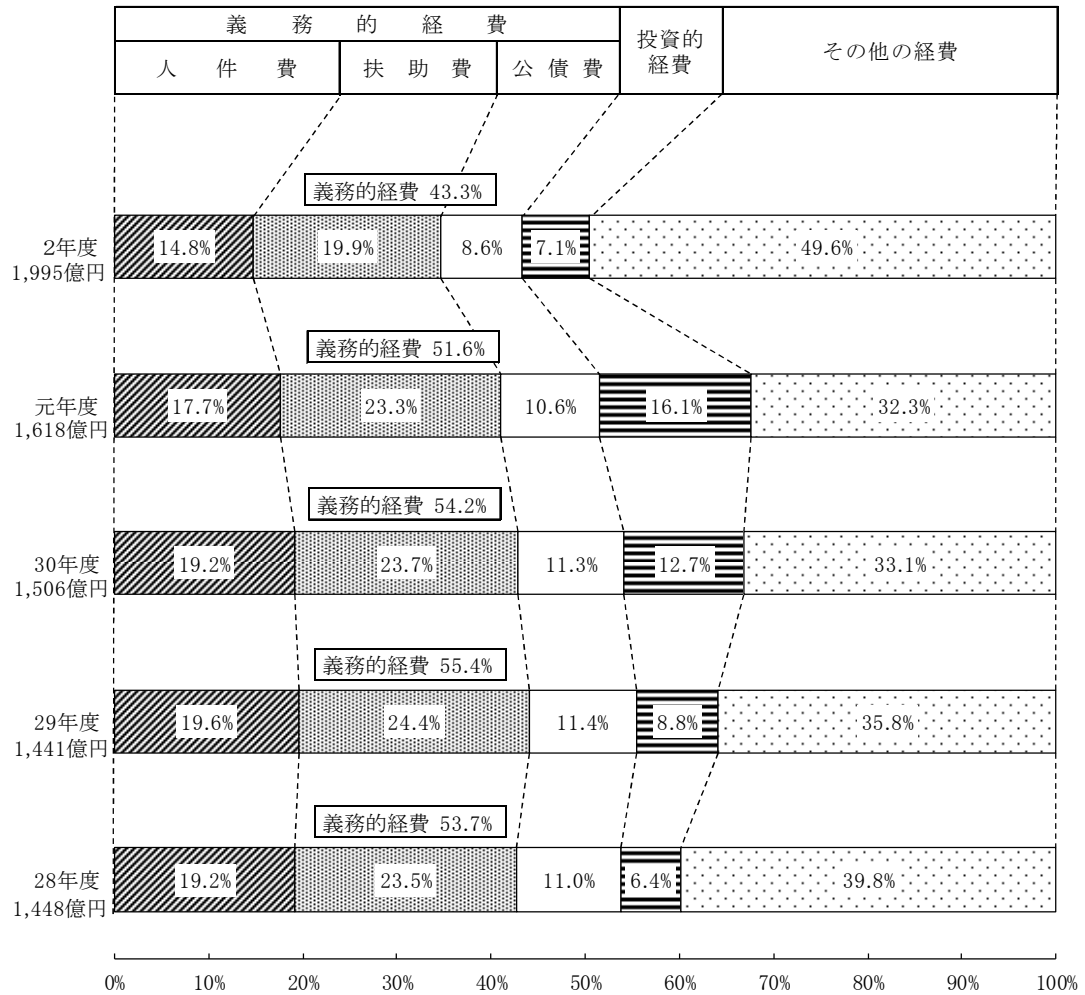 義務的経費
投資的
経費
その他の経費
人件費 扶助費 公債費
義務的経費 43.3%
2年度
1,995億円
14.8% 19.9% 8.6% 7.1% 49.6%
義務的経費 51.6%
元年度
1,618億円
17.7% 23.3% 10.6% 16.1% 32.3%
義務的経費 54.2%
30年度
1,506億円
19.2% 23.7% 11.3% 12.7% 33.1%
義務的経費 55.4%
29年度
1,441億円
19.6% 24.4% 11.4% 8.8% 35.8%
義務的経費 53.7%
28年度
1,448億円
19.2% 23.5% 11.0% 6.4% 39.8%
0% 10% 20% 30% 40% 50% 60% 70% 80% 90% 100%